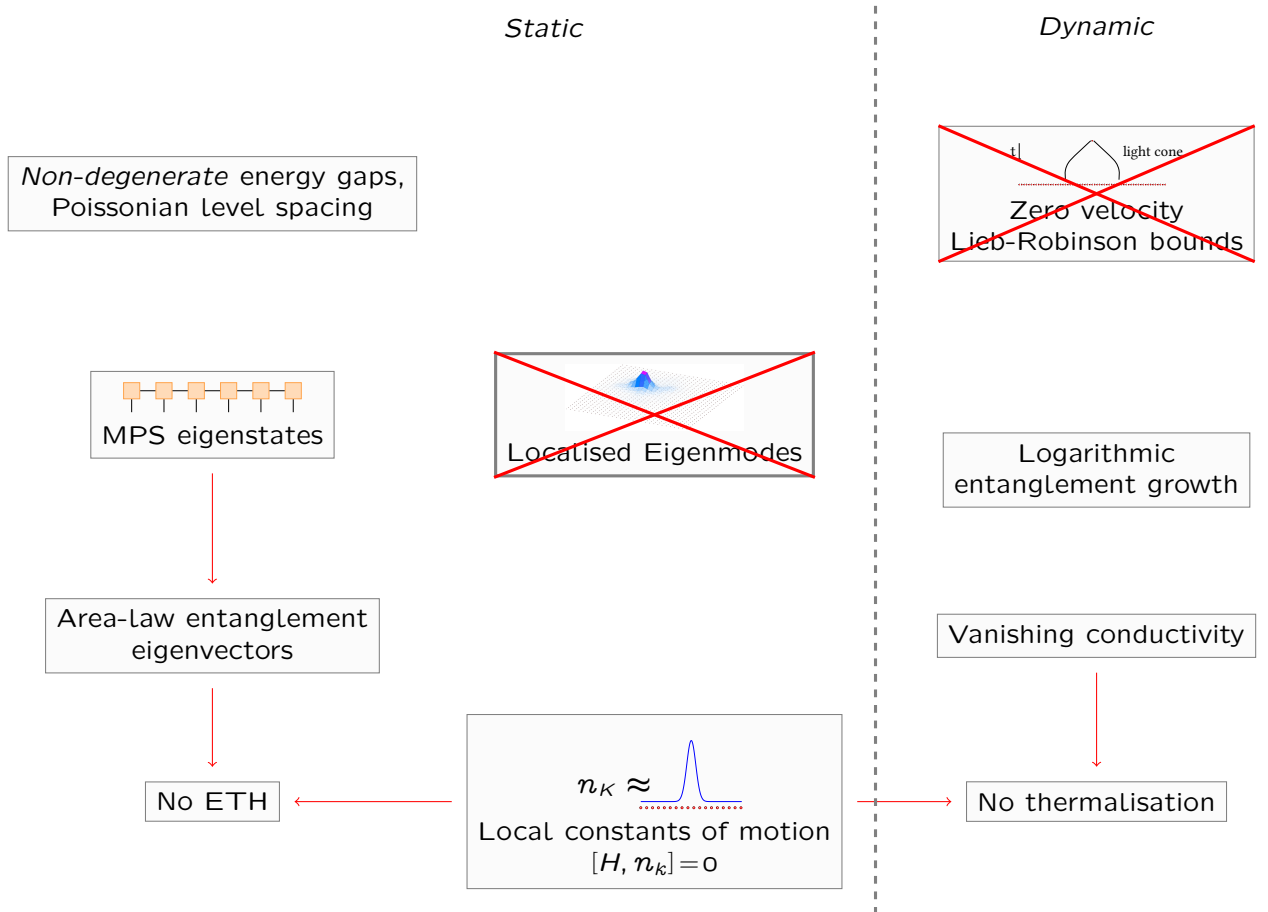 Static
Dynamic
Non-degenerate energy gaps,
Poissonian level spacing
t
light cone
Zero velocity
Lieb-Robinson bounds
MPS eigenstates
Localised Eigenmodes
Logarithmic
entanglement growth
Area-law entanglement
eigenvectors
Vanishing conductivity
No ETH
n_K ≈
Local constants of motion
[H, n_k] = 0
No thermalisation